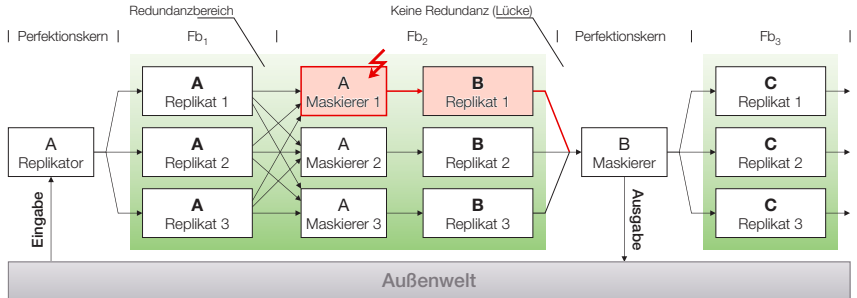 Redundanzbereich
Keine Redundanz (Lücke)
Perfektionskern
Fb1
Fb2
Perfektionskern
Fb3
A
Replikat 1
A
Maskierer 1
B
Replikat 1
C
Replikat 1
A
Replikator
A
Replikat 2
A
Maskierer 2
B
Replikat 2
B
Maskierer
C
Replikat 2
A
Replikat 3
A
Maskierer 3
B
Replikat 3
C
Replikat 3
Eingabe
Ausgabe
Außenwelt